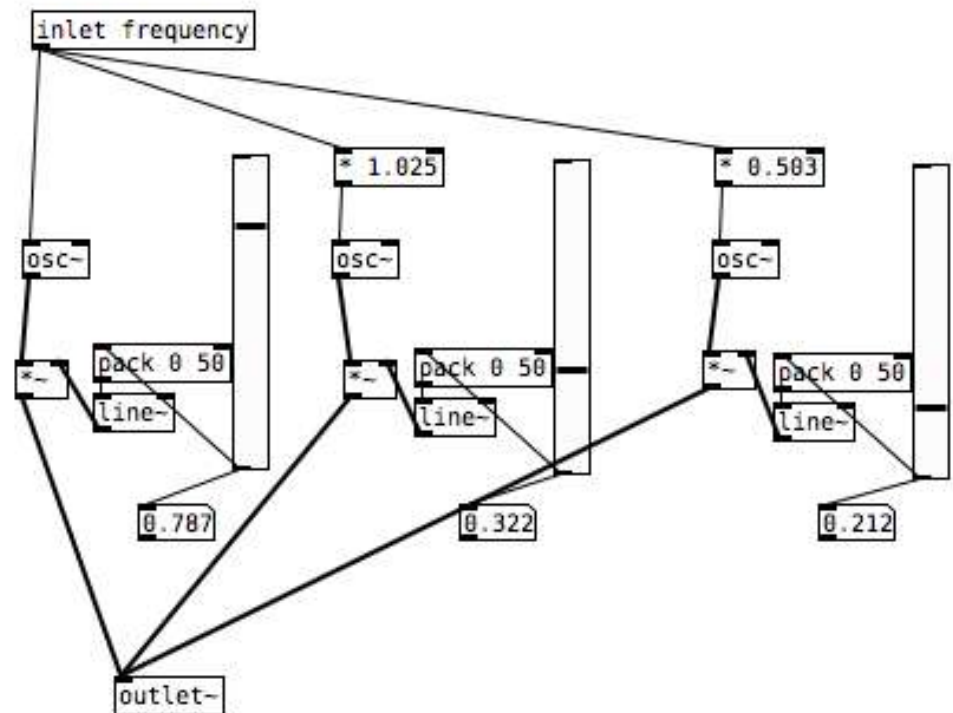 inlet frequency
* 1.025
* 0.503
osc~
osc~
osc~
*~
pack 0 50
line~
*~
pack 0 50
line~
*~
pack 0 50
line~
0.787
0.322
0.212
outlet~